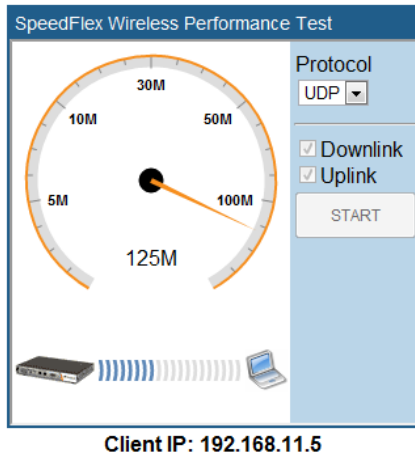 SpeedFlex Wireless Performance Test
Protocol
UDP
Downlink
Uplink
START
5M
10M
30M
50M
100M
125M
Client IP: 192.168.11.5